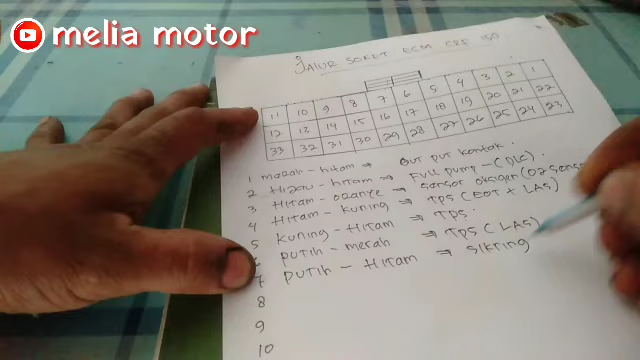 melia motor
JALUR SOKET ECM CRF 150
11 10 9 8 7 6 5 4 3 2 1
12 13 14 15 16 17 18 19 20 21 22
33 32 31 30 29 28 27 26 25 24 23
1 merah - hitam → Out put kontak.
2 Hijau - hitam → Full pump - (DLC).
3 Hitam - orange → Sensor oksigen (O2 Sensor
4 Hitam - kuning → TPS (EOT x LAS)
5 kuning - Hitam → TPS.
6 putih - merah → TPS (LAS)
7 putih - Hitam → Sikring
8
9
10